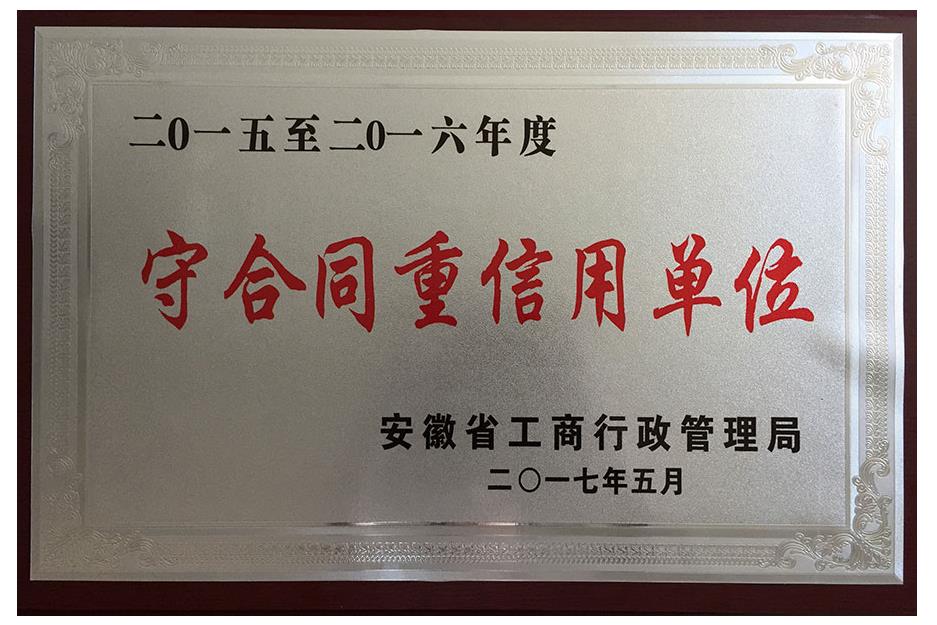 二0一五至二0一六年度
守合同重信用单位
安徽省工商行政管理局
二〇一七年五月